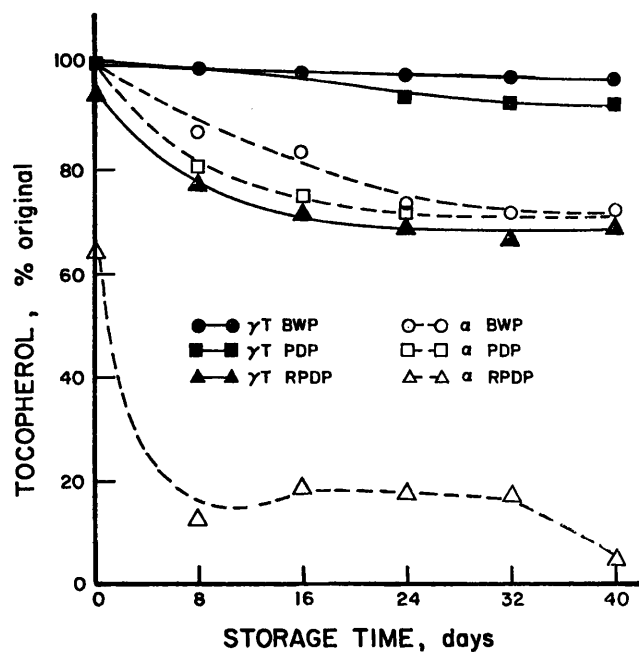 TOCOPHEROL, % original
100
80
60
40
20
0
γT BWP
γT PDP
γT RPDP
α BWP
α PDP
α RPDP
0 8 16 24 32 40
STORAGE TIME, days